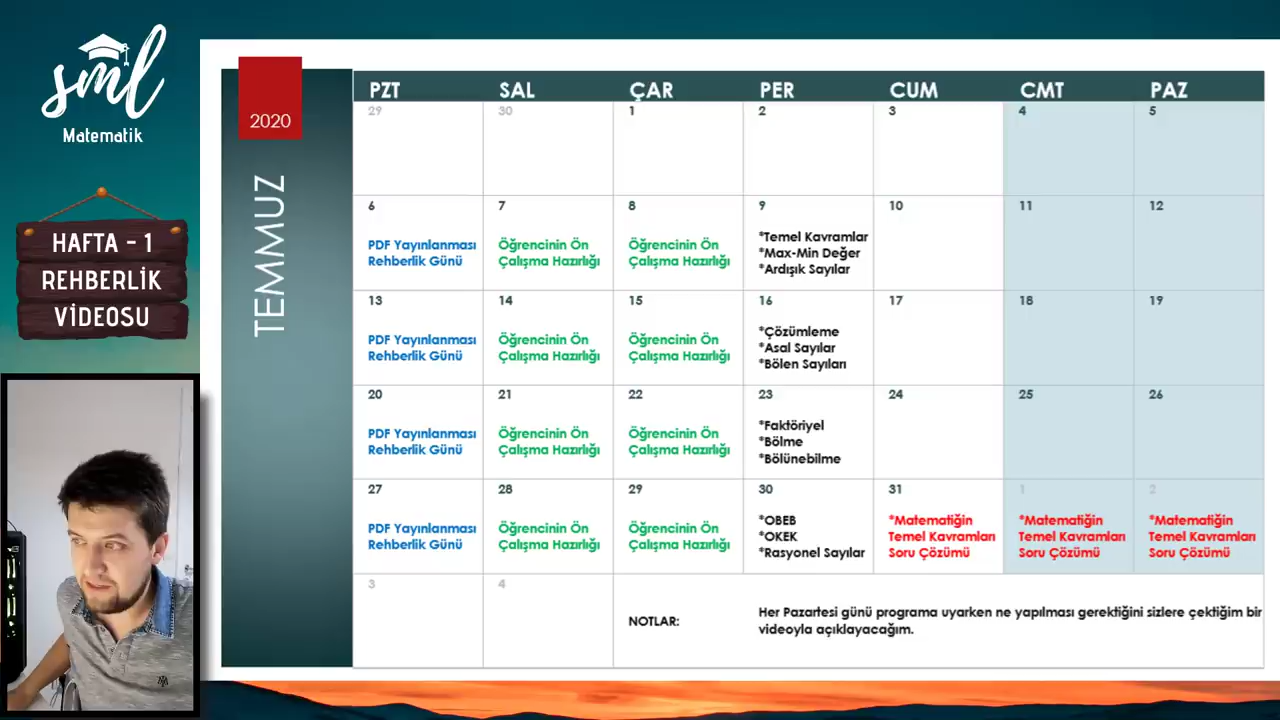 sml
Matematik
HAFTA - 1
REHBERLİK
VİDEOSU
2020
TEMMUZ
PZT SAL ÇAR PER CUM CMT PAZ
29 30 1 2 3 4 5
6 7 8 9 10 11 12
PDF Yayınlanması
Rehberlik Günü
Öğrencinin Ön
Çalışma Hazırlığı
Öğrencinin Ön
Çalışma Hazırlığı
*Temel Kavramlar
*Max-Min Değer
*Ardışık Sayılar
13 14 15 16 17 18 19
PDF Yayınlanması
Rehberlik Günü
Öğrencinin Ön
Çalışma Hazırlığı
Öğrencinin Ön
Çalışma Hazırlığı
*Çözümleme
*Asal Sayılar
*Bölen Sayıları
20 21 22 23 24 25 26
PDF Yayınlanması
Rehberlik Günü
Öğrencinin Ön
Çalışma Hazırlığı
Öğrencinin Ön
Çalışma Hazırlığı
*Faktöriyel
*Bölme
*Bölünebilme
27 28 29 30 31 1 2
PDF Yayınlanması
Rehberlik Günü
Öğrencinin Ön
Çalışma Hazırlığı
Öğrencinin Ön
Çalışma Hazırlığı
*OBEB
*OKEK
*Rasyonel Sayılar
*Matematiğin
Temel Kavramları
Soru Çözümü
*Matematiğin
Temel Kavramları
Soru Çözümü
*Matematiğin
Temel Kavramları
Soru Çözümü
3 4
NOTLAR:
Her Pazartesi günü programa uyarken ne yapılması gerektiğini sizlere çektiğim bir
videoyla açıklayacağım.